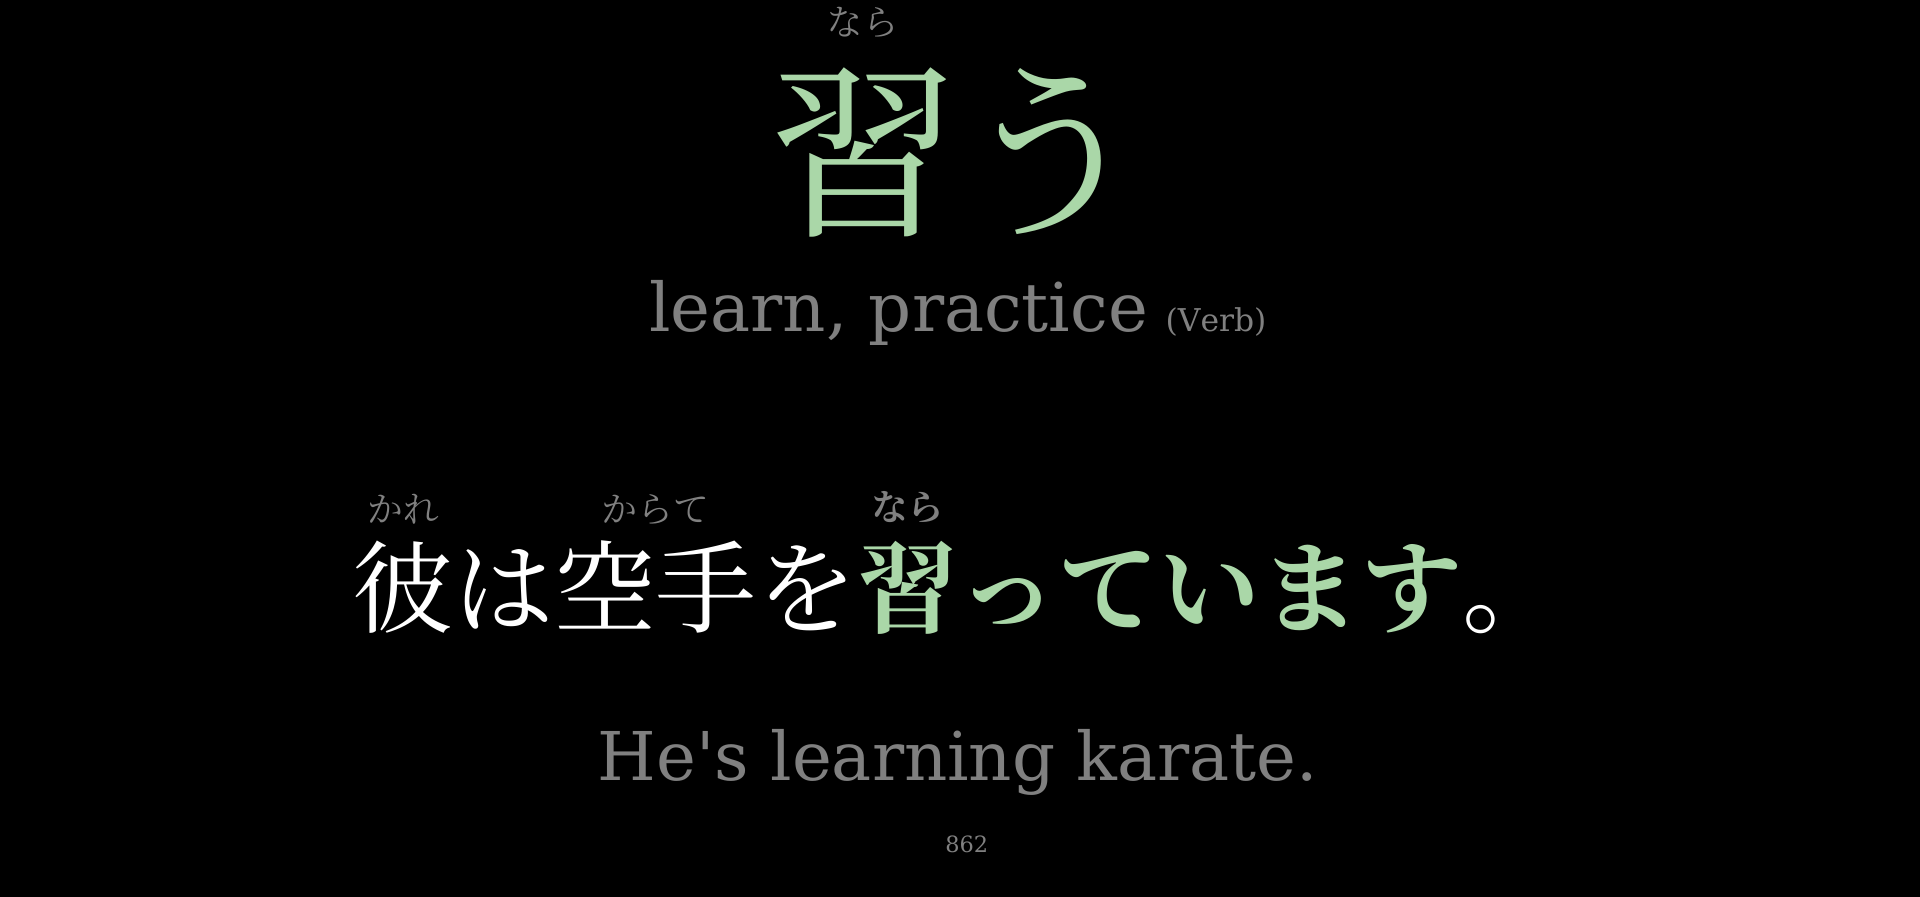 なら
習う
learn, practice (Verb)
かれ からて なら
彼は空手を習っています。
He's learning karate.
862